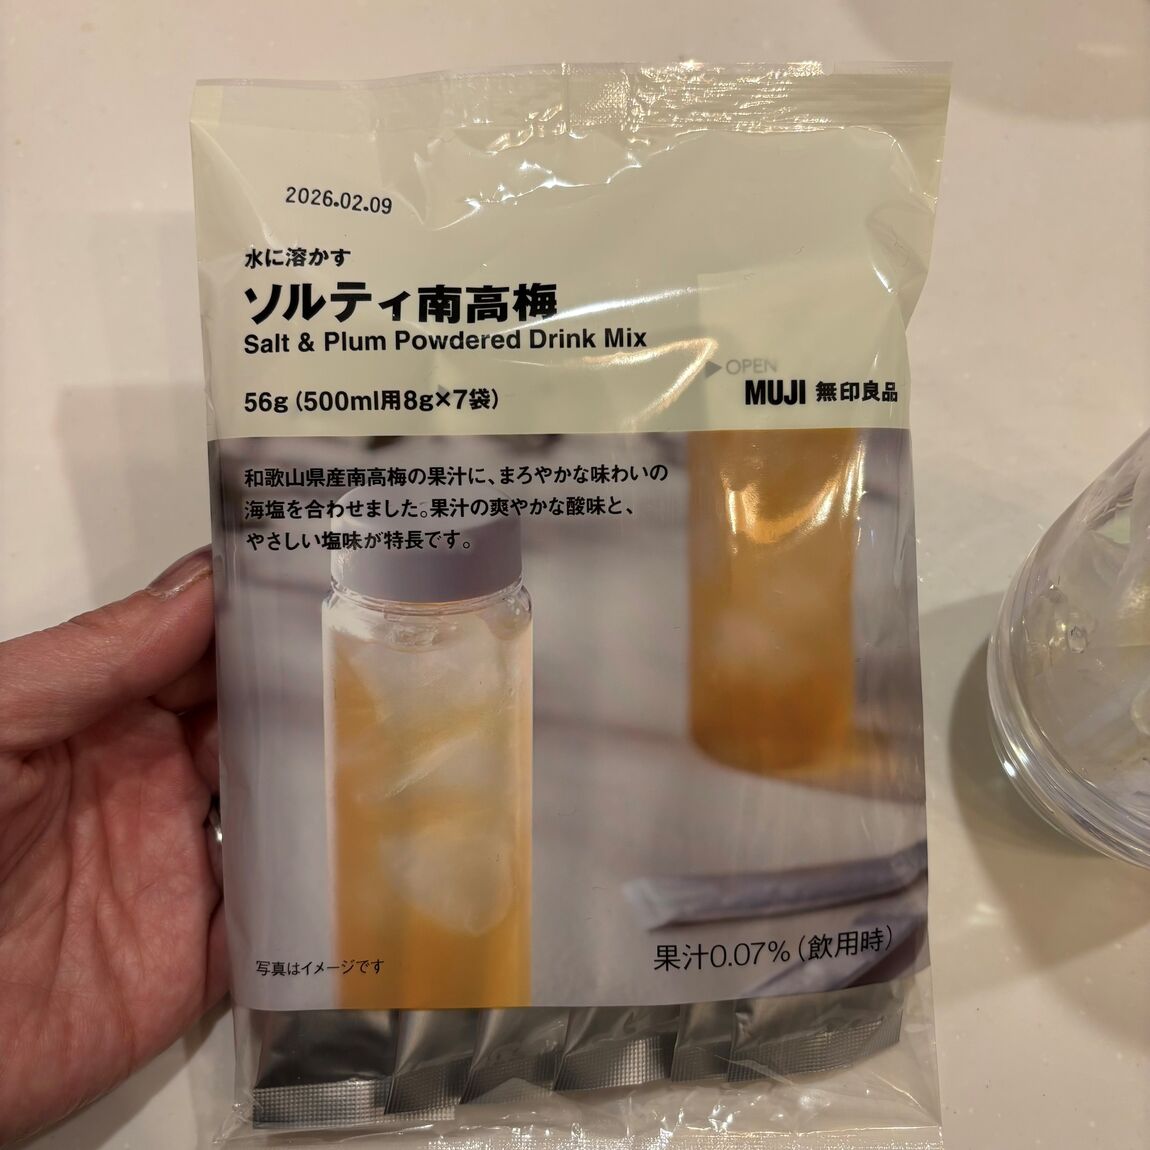 2026.02.09
水に溶かす
ソルティ南高梅
Salt & Plum Powdered Drink Mix
▶OPEN
56g（500ml用8g×7袋）
MUJI 無印良品
和歌山県産南高梅の果汁に、まろやかな味わいの
海塩を合わせました。果汁の爽やかな酸味と、
やさしい塩味が特長です。
果汁0.07%（飲用時）
写真はイメージです